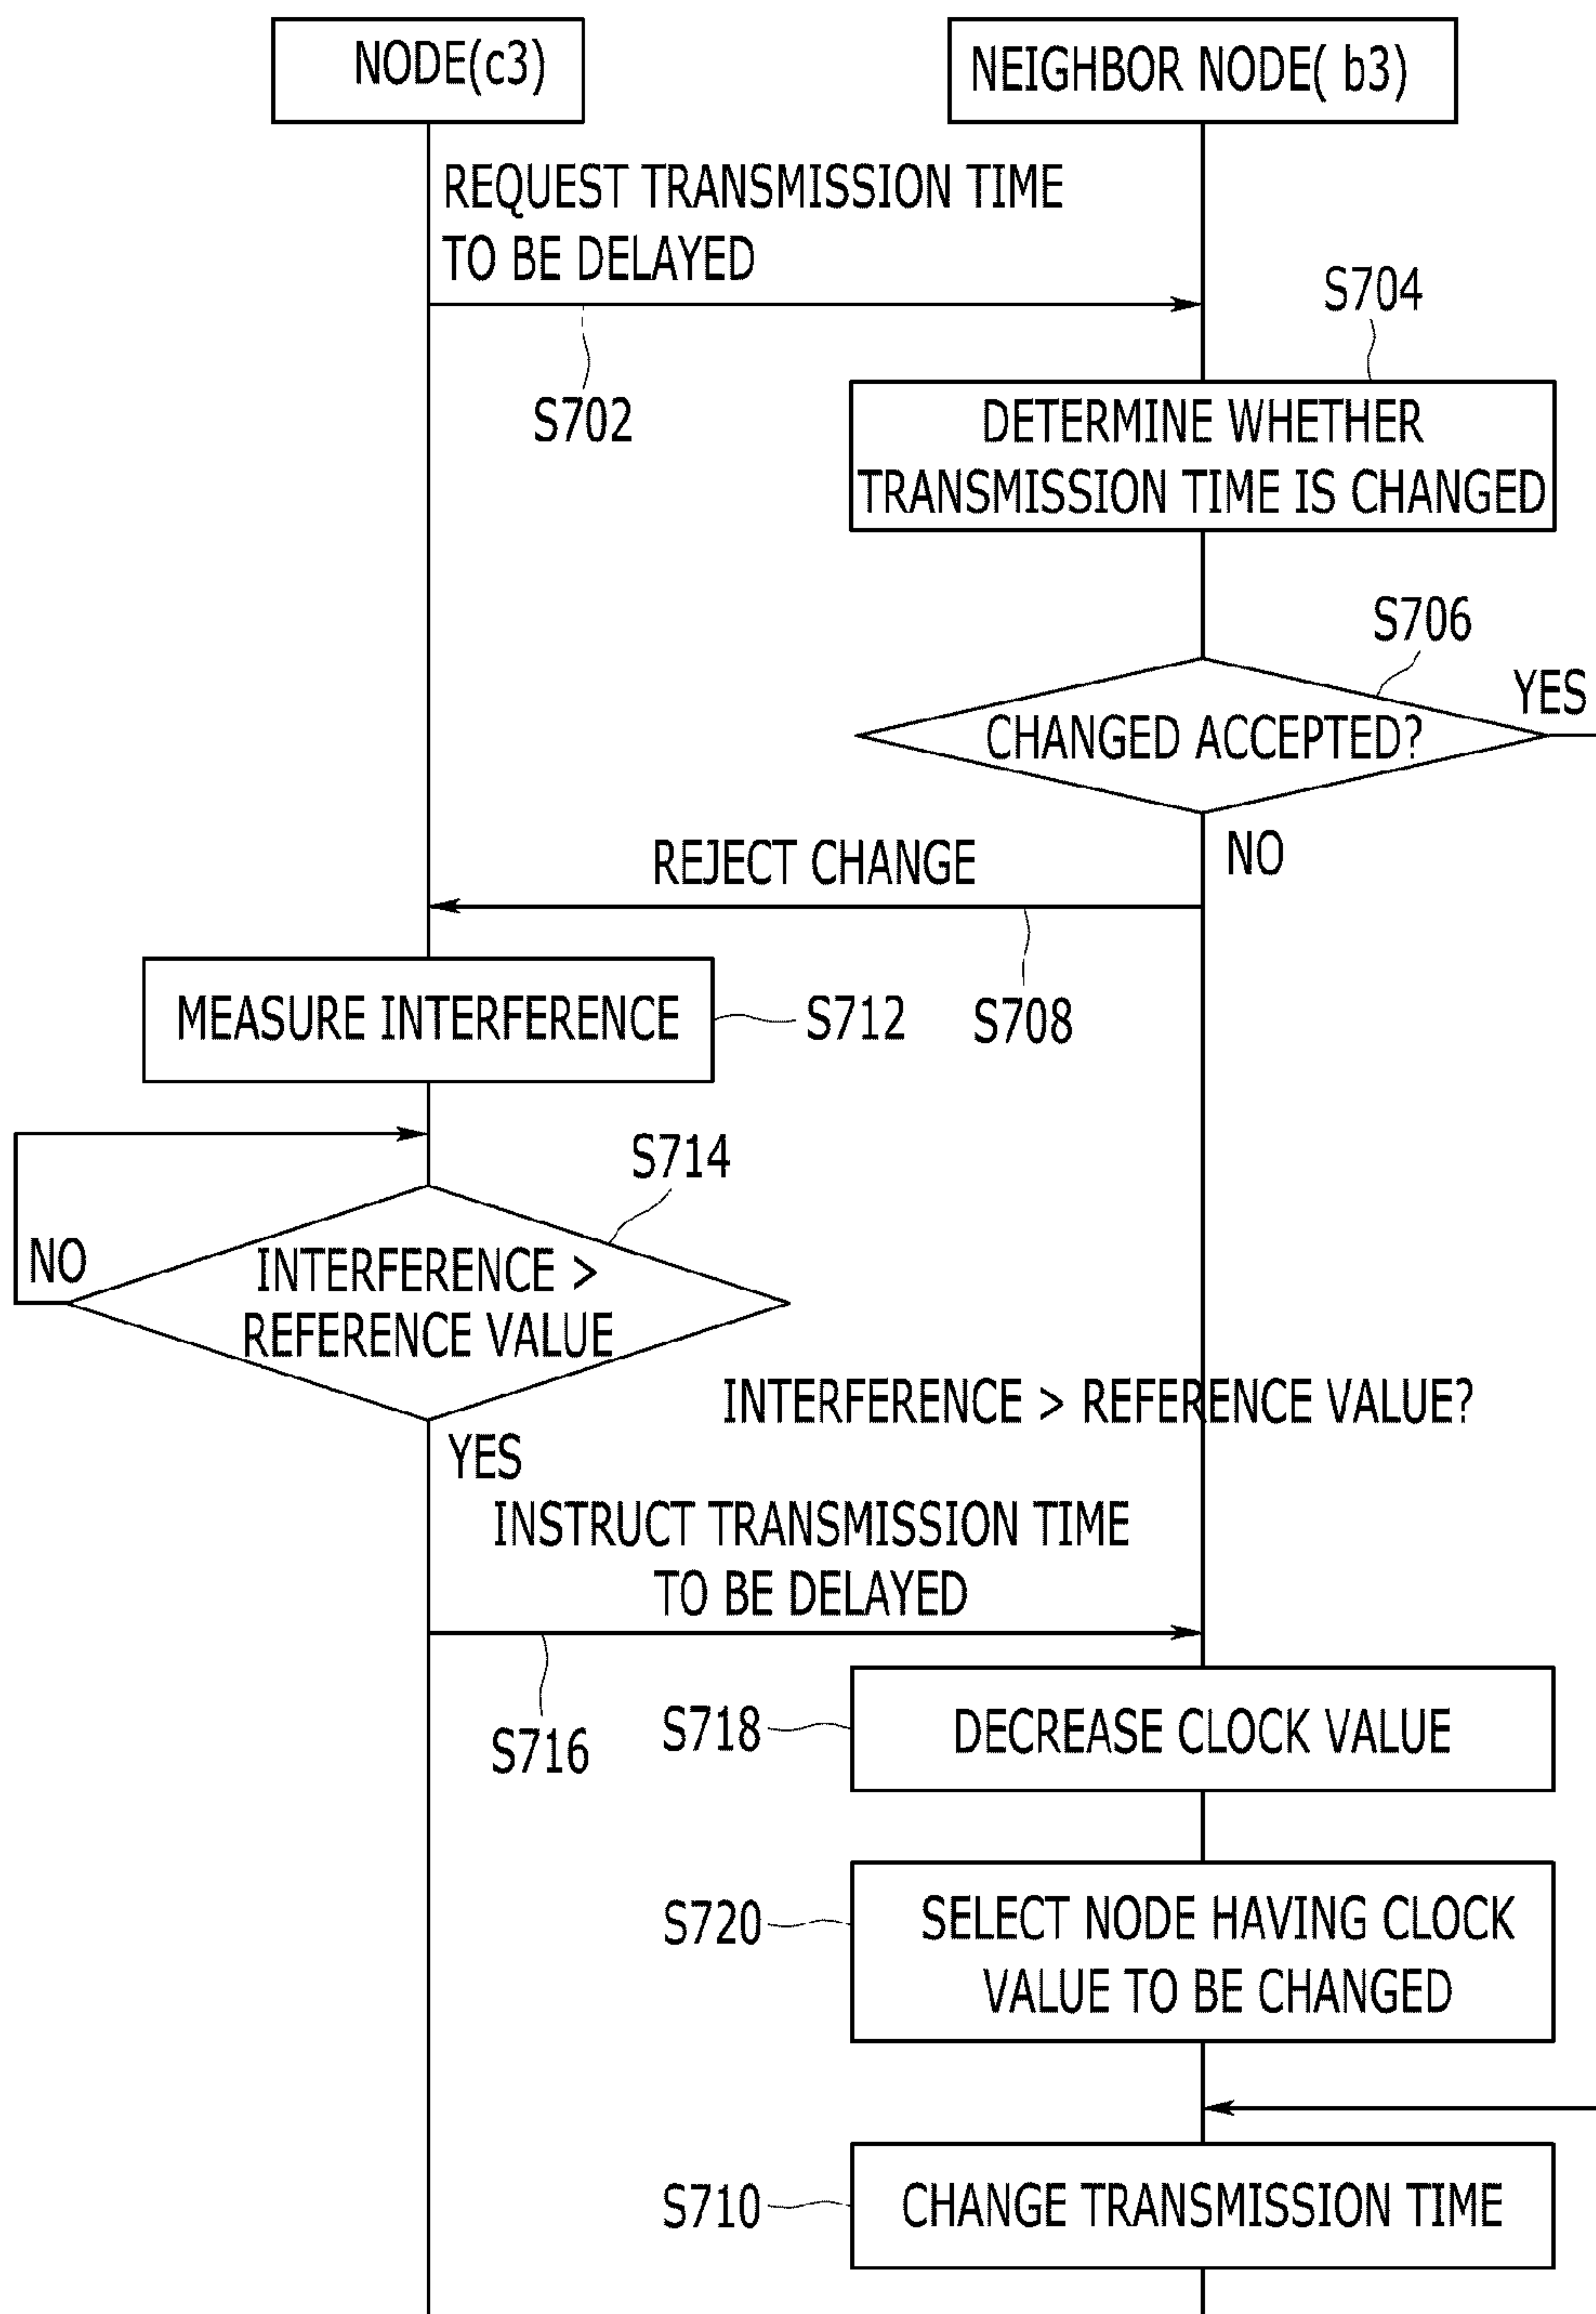 NODE(c3)
NEIGHBOR NODE( b3)
REQUEST TRANSMISSION TIME
TO BE DELAYED
S702
S704
DETERMINE WHETHER
TRANSMISSION TIME IS CHANGED
S706
YES
CHANGED ACCEPTED?
NO
REJECT CHANGE
S708
MEASURE INTERFERENCE
S712
S714
NO
INTERFERENCE >
REFERENCE VALUE
INTERFERENCE > REFERENCE VALUE?
YES
INSTRUCT TRANSMISSION TIME
TO BE DELAYED
S716
S718
DECREASE CLOCK VALUE
S720
SELECT NODE HAVING CLOCK
VALUE TO BE CHANGED
S710
CHANGE TRANSMISSION TIME